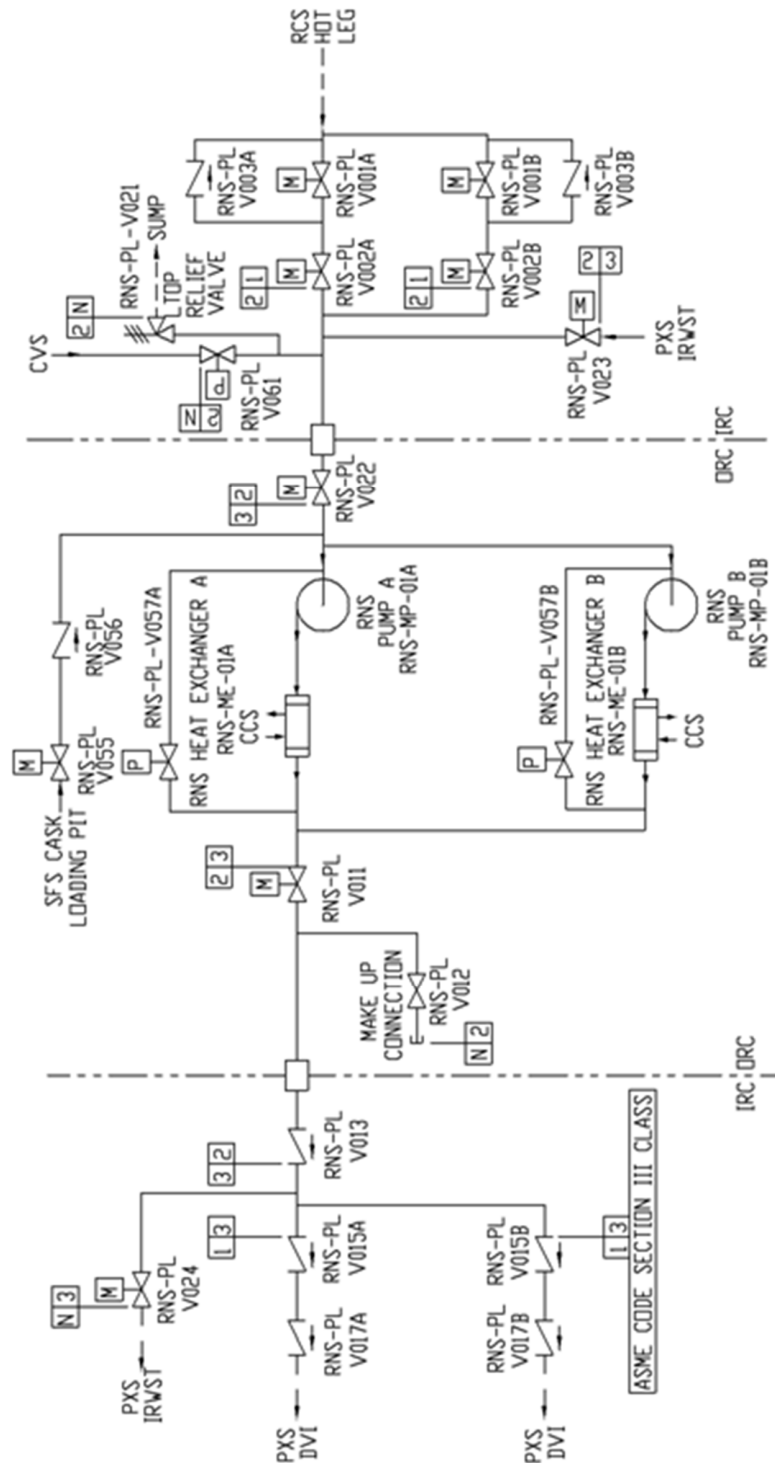 RCS
HOT
LEG
RNS-PL
V003A
M
RNS-PL
V001A
M
RNS-PL
V001B
RNS-PL
V003B
RNS-PL-V021
SUMP
LTOP
RELIEF
VALVE
2 N
2 1
M
RNS-PL
V002A
2 1
M
RNS-PL
V002B
CVS
a
N 2
RNS-PL
V061
M
2 3
RNS-PL
V023
PXS
IRWST
ORC IRC
3 2
M
RNS-PL
V022
RNS-PL
V056
M
RNS-PL
V055
SFS CASK
LOADING PIT
RNS-PL-V057A
P
RNS HEAT EXCHANGER A
RNS-ME-01A
CCS
RNS
PUMP A
RNS-MP-01A
RNS-PL-V057B
P
RNS HEAT EXCHANGER B
RNS-ME-01B
CCS
RNS
PUMP B
RNS-MP-01B
2 3
M
RNS-PL
V011
MAKE UP
CONNECTION
RNS-PL
V012
N 2
IRC ORC
3 2
RNS-PL
V013
N 3
M
RNS-PL
V024
PXS
IRWST
1 3
RNS-PL
V015A
RNS-PL
V017A
PXS
DVI
RNS-PL
V015B
RNS-PL
V017B
PXS
DVI
1 3
ASME CODE SECTION III CLASS